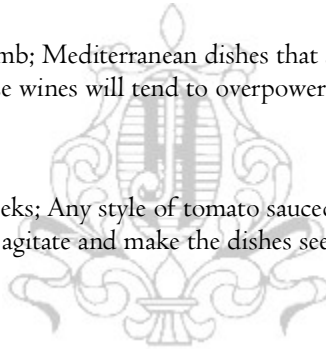 mb; Mediterranean dishes that
e wines will tend to overpower
eks; Any style of tomato sauced
agitate and make the dishes see